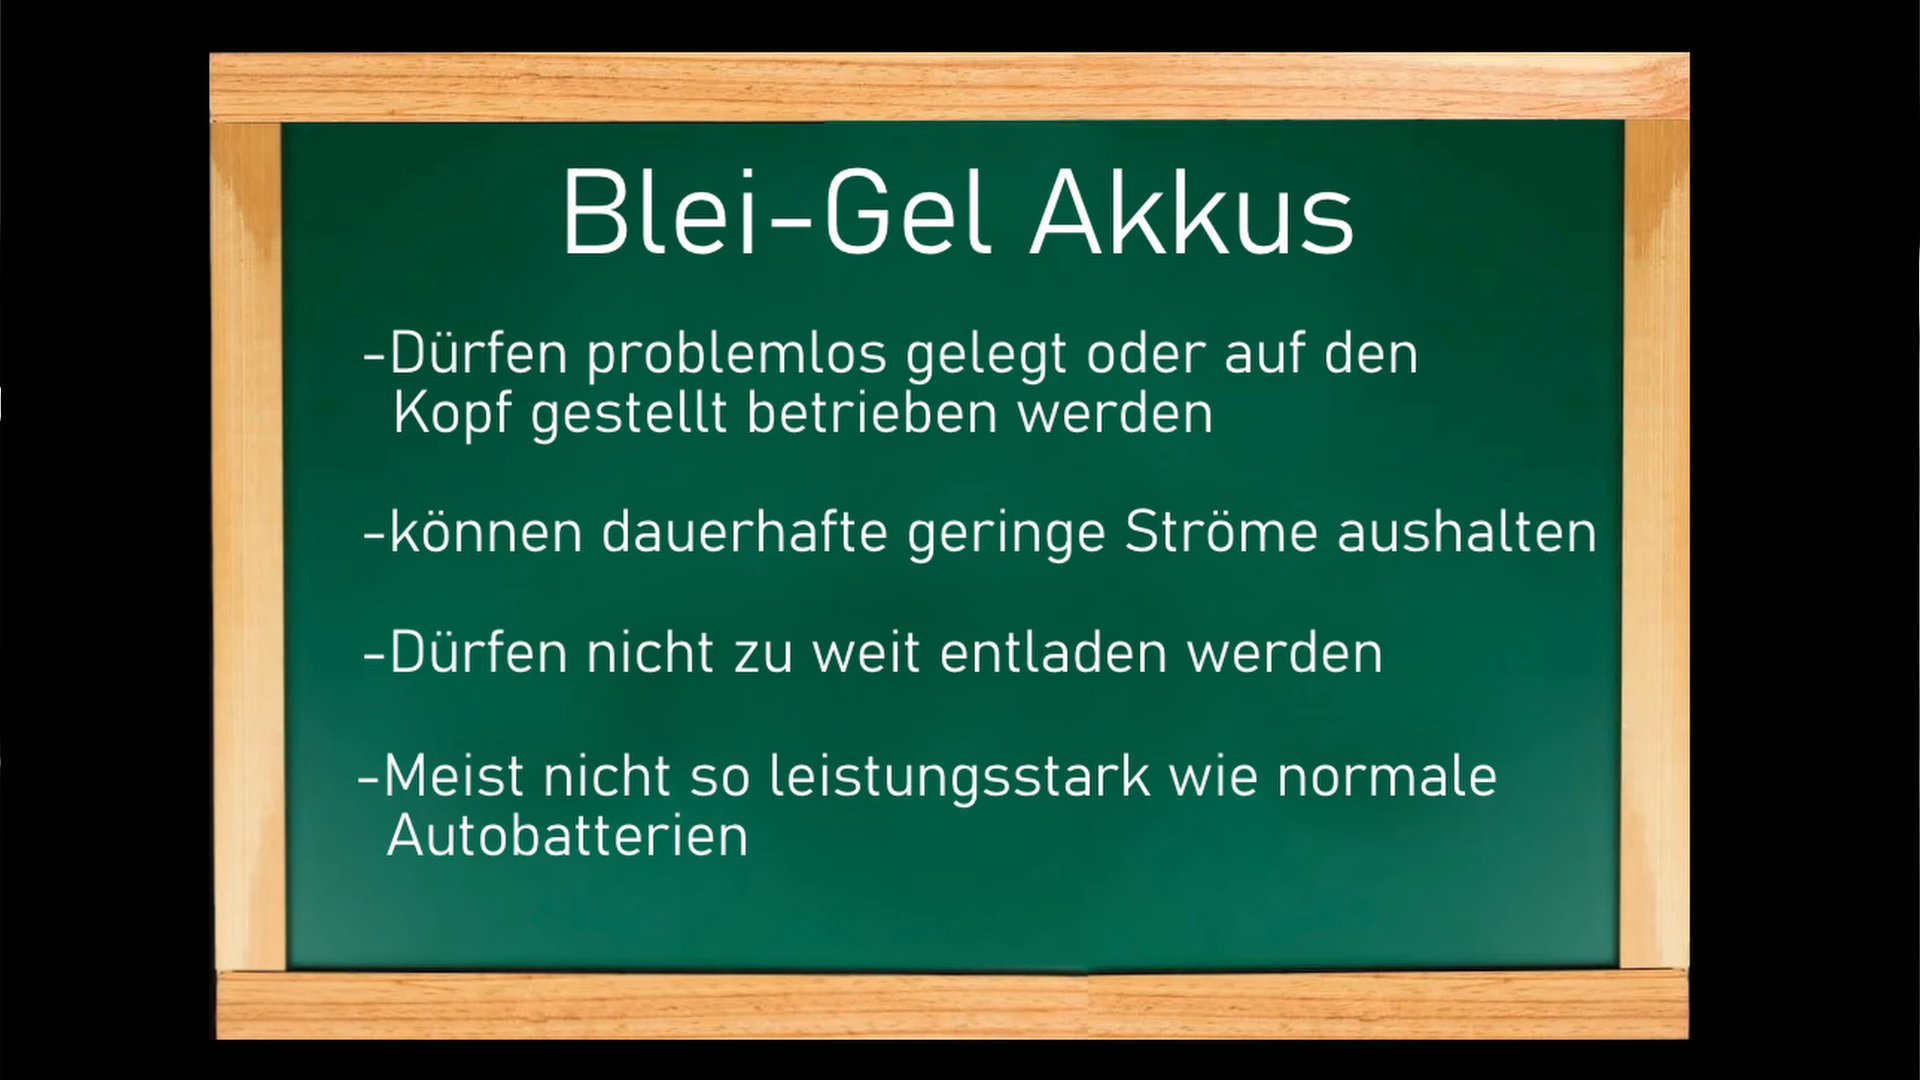 Blei-Gel Akkus
-Dürfen problemlos gelegt oder auf den
Kopf gestellt betrieben werden
-können dauerhafte geringe Ströme aushalten
-Dürfen nicht zu weit entladen werden
-Meist nicht so leistungsstark wie normale
Autobatterien